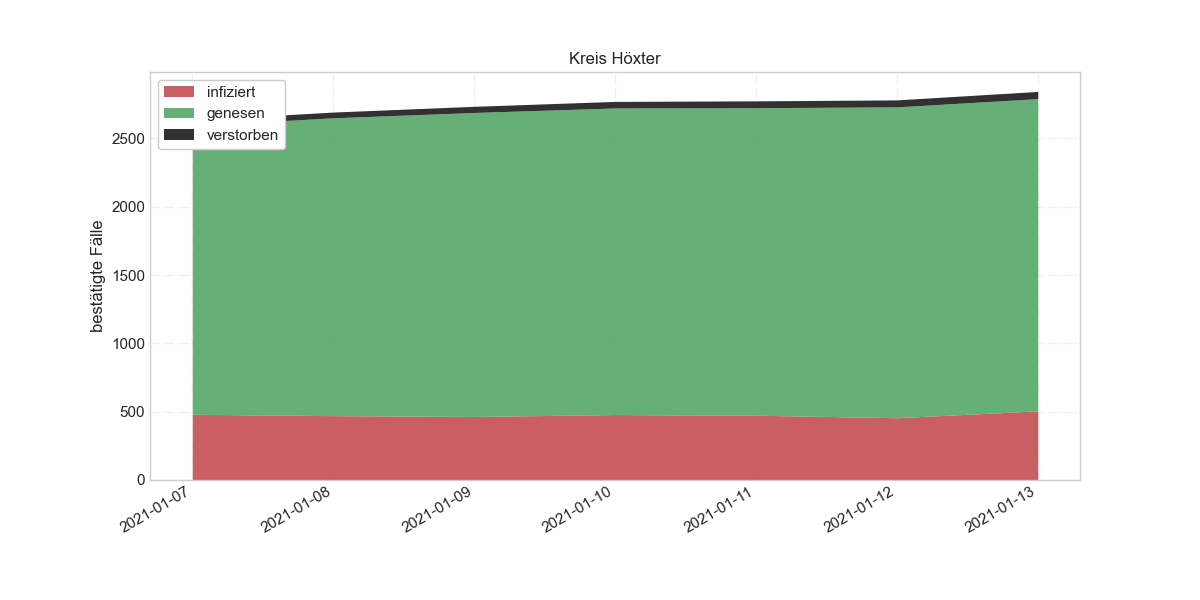 Kreis Höxter
infiziert
genesen
verstorben
bestätigte Fälle
2500
2000
1500
1000
500
0
2021-01-07
2021-01-08
2021-01-09
2021-01-10
2021-01-11
2021-01-12
2021-01-13